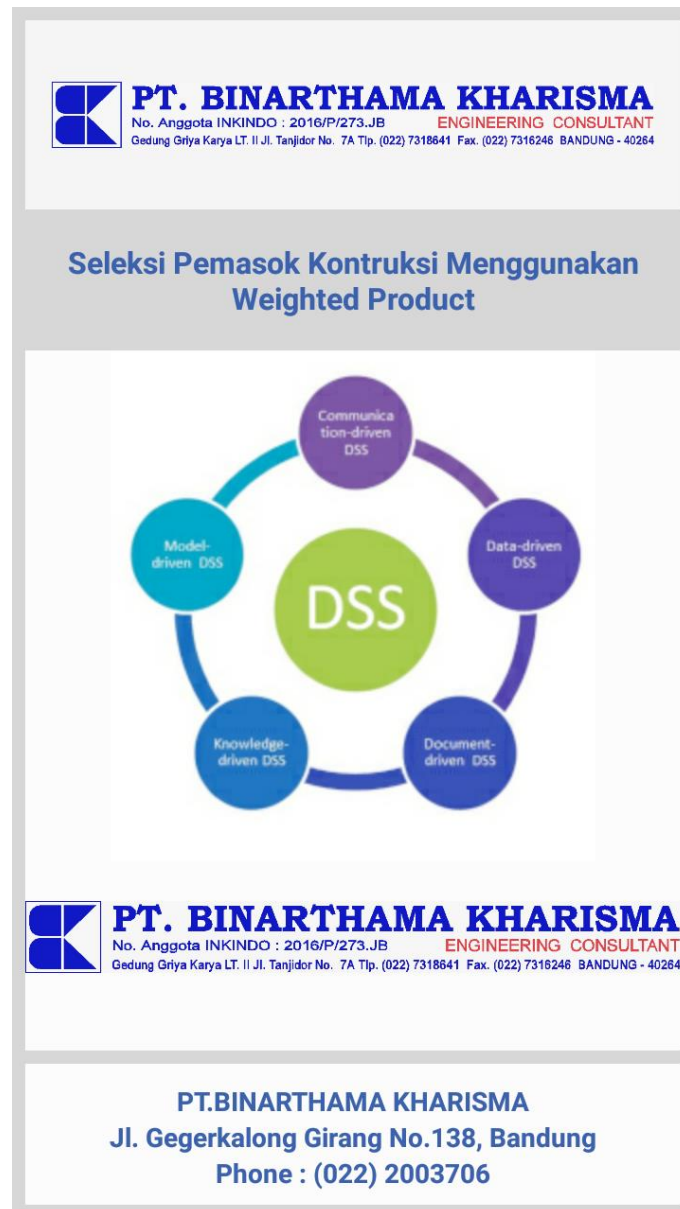 PT. BINARTHAMA KHARISMA
No. Anggota INKINDO : 2016/P/273.JB ENGINEERING CONSULTANT
Gedung Griya Karya LT. II Jl. Tanjidor No. 7A Tlp. (022) 7318641 Fax. (022) 7316246 BANDUNG - 40264
Seleksi Pemasok Kontruksi Menggunakan
Weighted Product
Communica
tion-driven
DSS
Model-
driven DSS
Data-driven
DSS
DSS
Knowledge-
driven DSS
Document-
driven DSS
PT. BINARTHAMA KHARISMA
No. Anggota INKINDO : 2016/P/273.JB ENGINEERING CONSULTANT
Gedung Griya Karya LT. II Jl. Tanjidor No. 7A Tlp. (022) 7318641 Fax. (022) 7316246 BANDUNG - 40264
PT.BINARTHAMA KHARISMA
Jl. Gegerkalong Girang No.138, Bandung
Phone : (022) 2003706